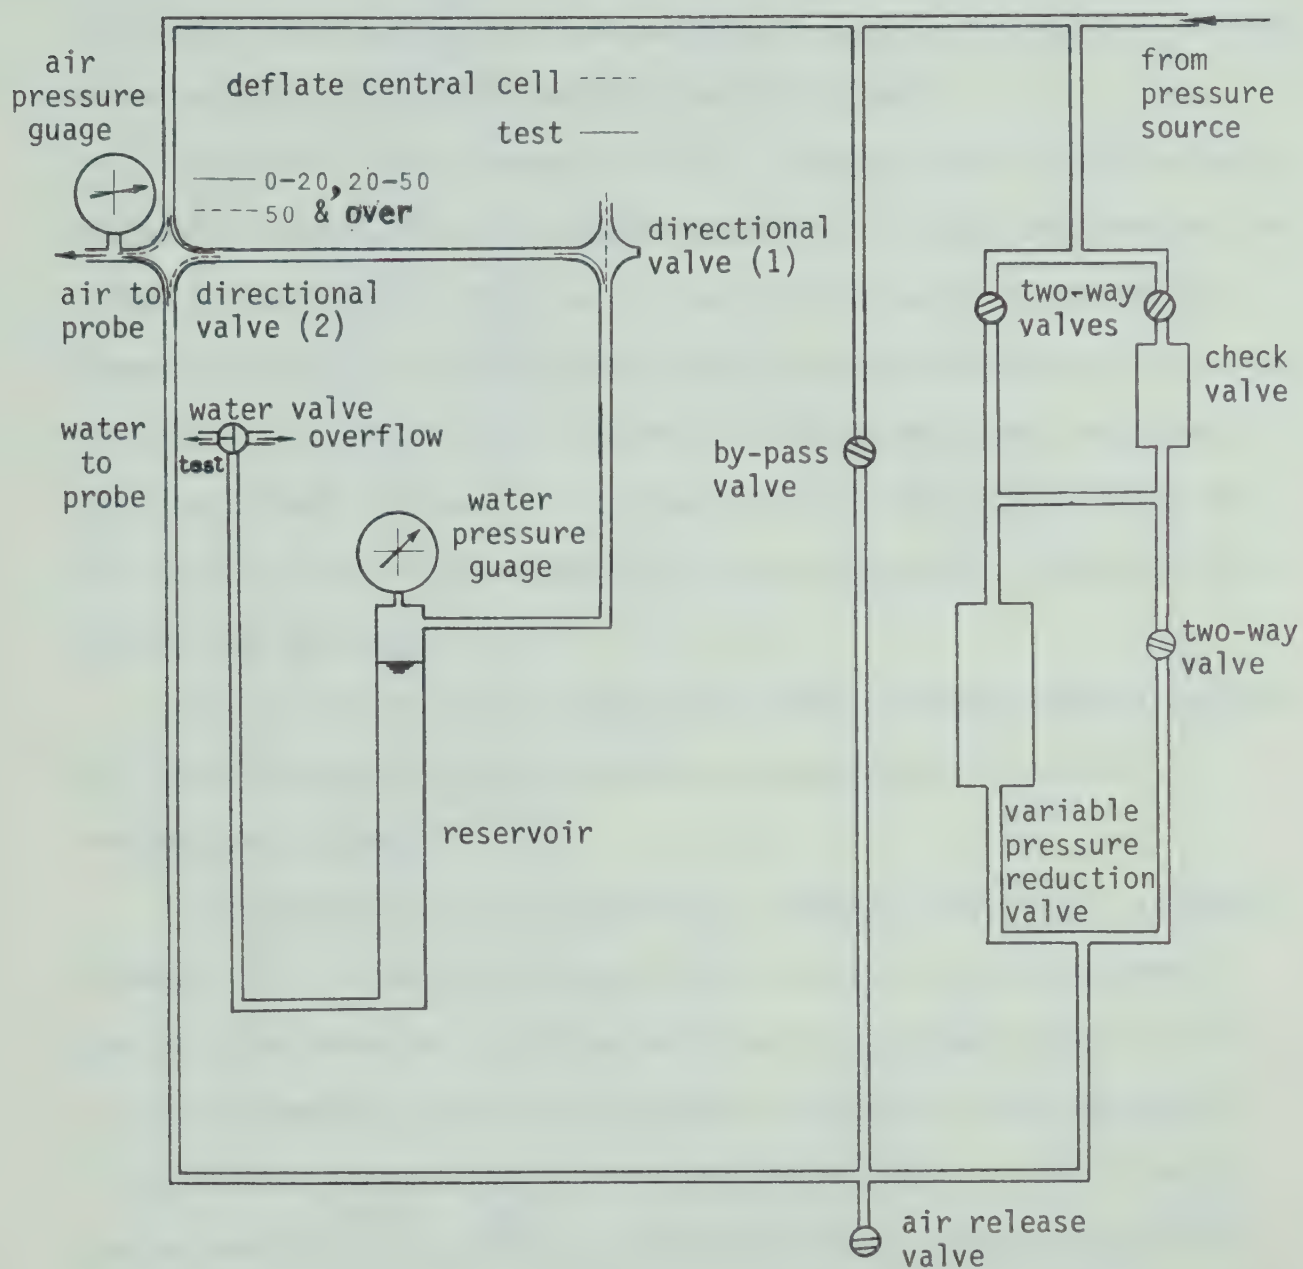 air
pressure
guage
deflate central cell ----
test ——
from
pressure
source
—— 0-20, 20-50
---- 50 & over
directional
valve (1)
air to
probe
directional
valve (2)
two-way
valves
check
valve
water valve
overflow
test
water
to
probe
by-pass
valve
water
pressure
guage
two-way
valve
reservoir
variable
pressure
reduction
valve
air release
valve